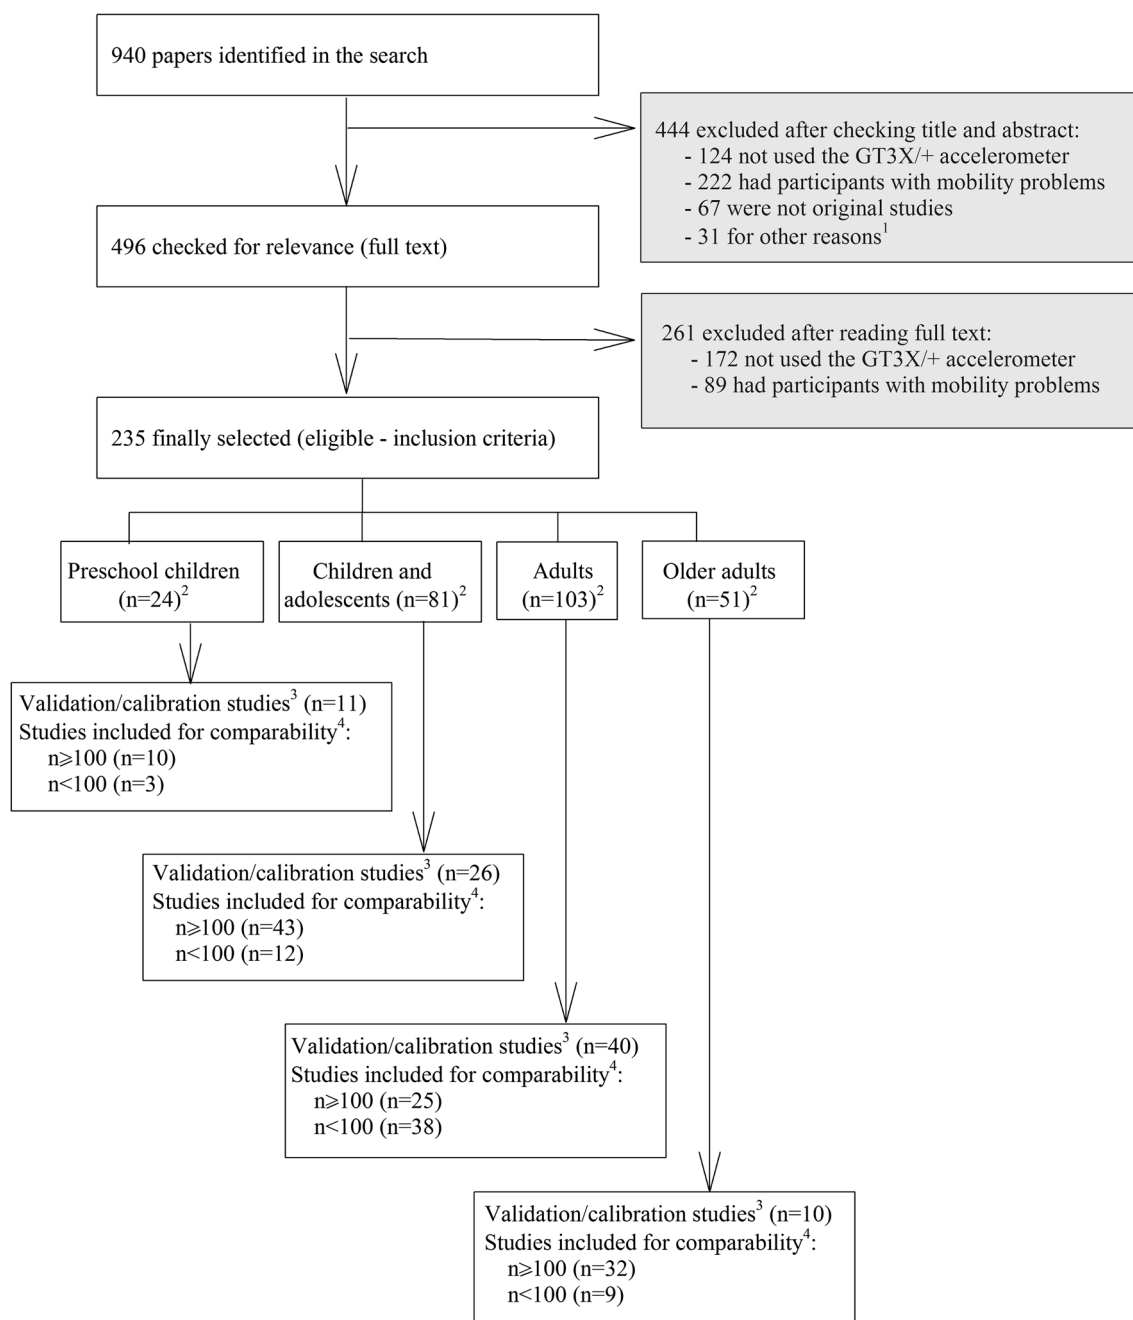 940 papers identified in the search
444 excluded after checking title and abstract:
- 124 not used the GT3X/+ accelerometer
- 222 had participants with mobility problems
- 67 were not original studies
- 31 for other reasons¹
496 checked for relevance (full text)
261 excluded after reading full text:
- 172 not used the GT3X/+ accelerometer
- 89 had participants with mobility problems
235 finally selected (eligible - inclusion criteria)
Preschool children
(n=24)²
Children and
adolescents (n=81)²
Adults
(n=103)²
Older adults
(n=51)²
Validation/calibration studies³ (n=11)
Studies included for comparability⁴:
n⩾100 (n=10)
n<100 (n=3)
Validation/calibration studies³ (n=26)
Studies included for comparability⁴:
n⩾100 (n=43)
n<100 (n=12)
Validation/calibration studies³ (n=40)
Studies included for comparability⁴:
n⩾100 (n=25)
n<100 (n=38)
Validation/calibration studies³ (n=10)
Studies included for comparability⁴:
n⩾100 (n=32)
n<100 (n=9)